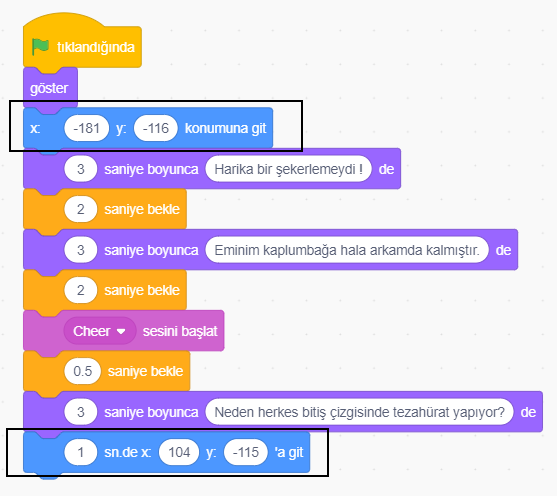 tıklandığında
göster
x: -181 y: -116 konumuna git
3 saniye boyunca Harika bir şekerlemeydi ! de
2 saniye bekle
3 saniye boyunca Eminim kaplumbağa hala arkamda kalmıştır. de
2 saniye bekle
Cheer sesini başlat
0.5 saniye bekle
3 saniye boyunca Neden herkes bitiş çizgisinde tezahürat yapıyor? de
1 sn.de x: 104 y: -115 'a git